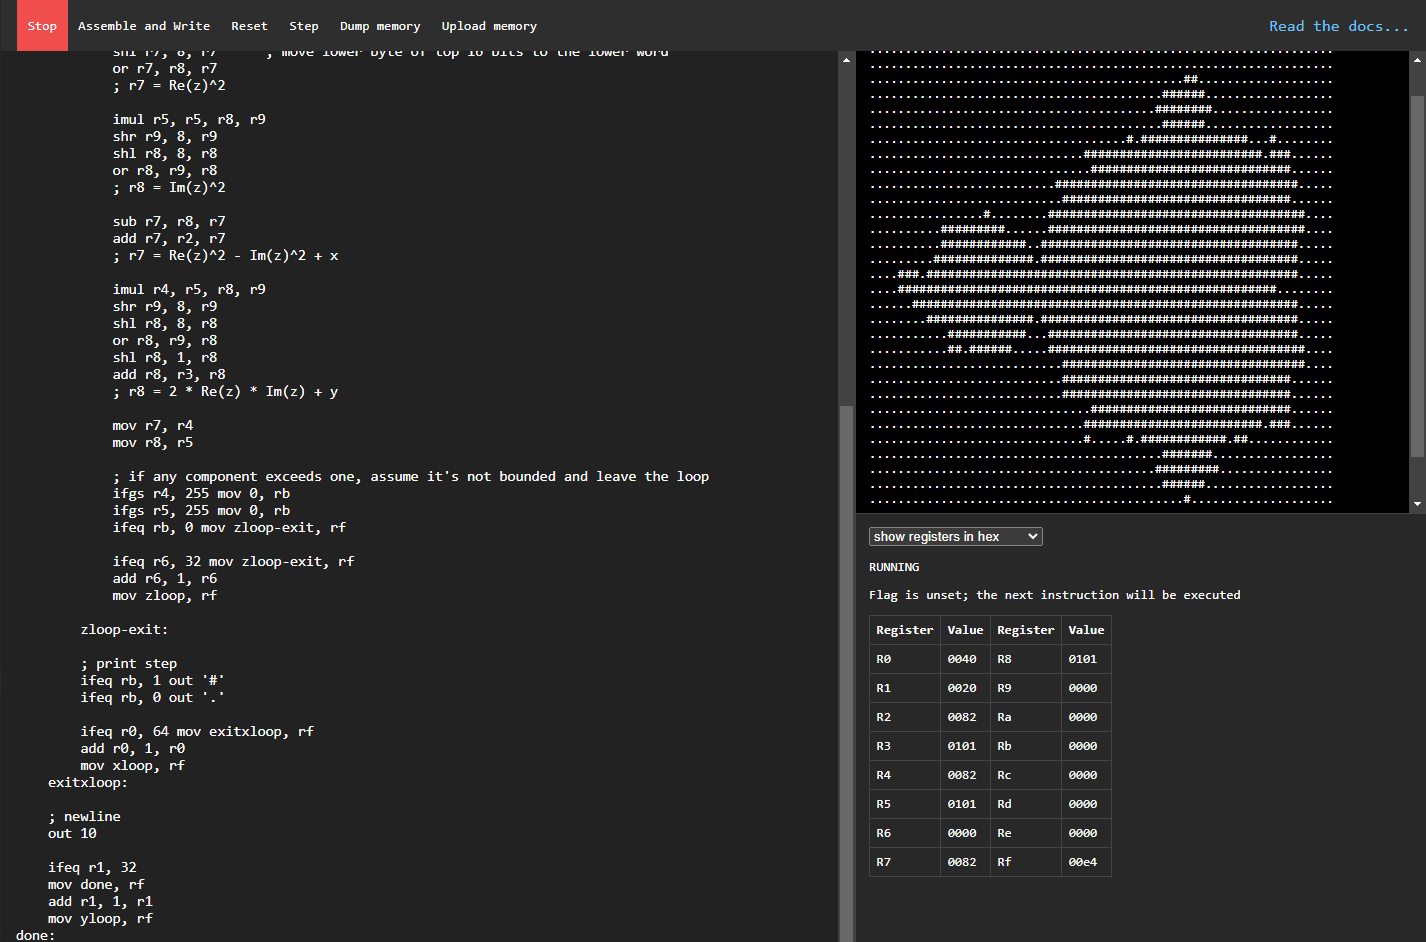 Stop Assemble and Write Reset Step Dump memory Upload memory Read the docs...
shl r7, 8, r7 ; move lower byte of top 16 bits to the lower word
or r7, r8, r7
; r7 = Re(z)^2
imul r5, r5, r8, r9
shr r9, 8, r9
shl r8, 8, r8
or r8, r9, r8
; r8 = Im(z)^2
sub r7, r8, r7
add r7, r2, r7
; r7 = Re(z)^2 - Im(z)^2 + x
imul r4, r5, r8, r9
shr r9, 8, r9
shl r8, 8, r8
or r8, r9, r8
shl r8, 1, r8
add r8, r3, r8
; r8 = 2 * Re(z) * Im(z) + y
mov r7, r4
mov r8, r5
; if any component exceeds one, assume it's not bounded and leave the loop
ifgs r4, 255 mov 0, rb
ifgs r5, 255 mov 0, rb
ifeq rb, 0 mov zloop-exit, rf
ifeq r6, 32 mov zloop-exit, rf
add r6, 1, r6
mov zloop, rf
zloop-exit:
; print step
ifeq rb, 1 out '#'
ifeq rb, 0 out '.'
ifeq r0, 64 mov exitxloop, rf
add r0, 1, r0
mov xloop, rf
exitxloop:
; newline
out 10
ifeq r1, 32
mov done, rf
add r1, 1, r1
mov yloop, rf
done:
show registers in hex
RUNNING
Flag is unset; the next instruction will be executed
Register Value Register Value
R0 0040 R8 0101
R1 0020 R9 0000
R2 0082 Ra 0000
R3 0101 Rb 0000
R4 0082 Rc 0000
R5 0101 Rd 0000
R6 0000 Re 0000
R7 0082 Rf 00e4